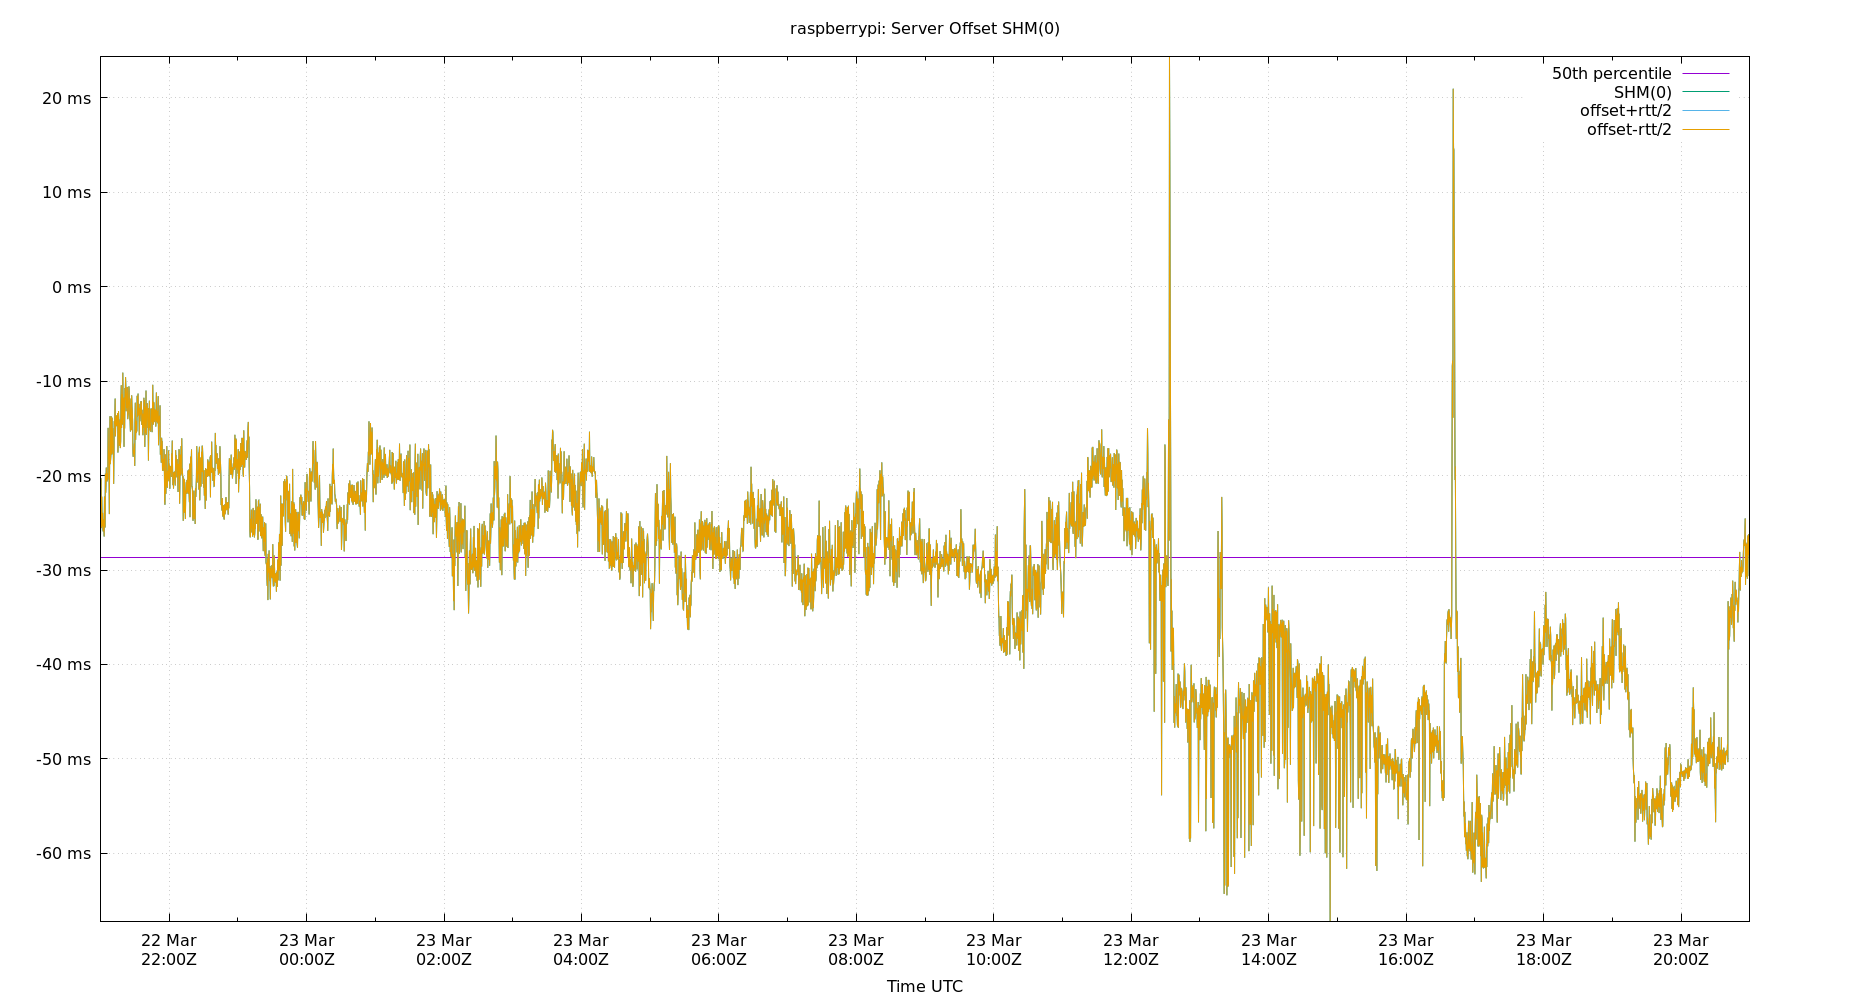 raspberrypi: Server Offset SHM(0)
50th percentile
SHM(0)
offset+rtt/2
offset-rtt/2
20 ms
10 ms
0 ms
-10 ms
-20 ms
-30 ms
-40 ms
-50 ms
-60 ms
22 Mar 23 Mar 23 Mar 23 Mar 23 Mar 23 Mar 23 Mar 23 Mar 23 Mar 23 Mar 23 Mar 23 Mar
22:00Z 00:00Z 02:00Z 04:00Z 06:00Z 08:00Z 10:00Z 12:00Z 14:00Z 16:00Z 18:00Z 20:00Z
Time UTC